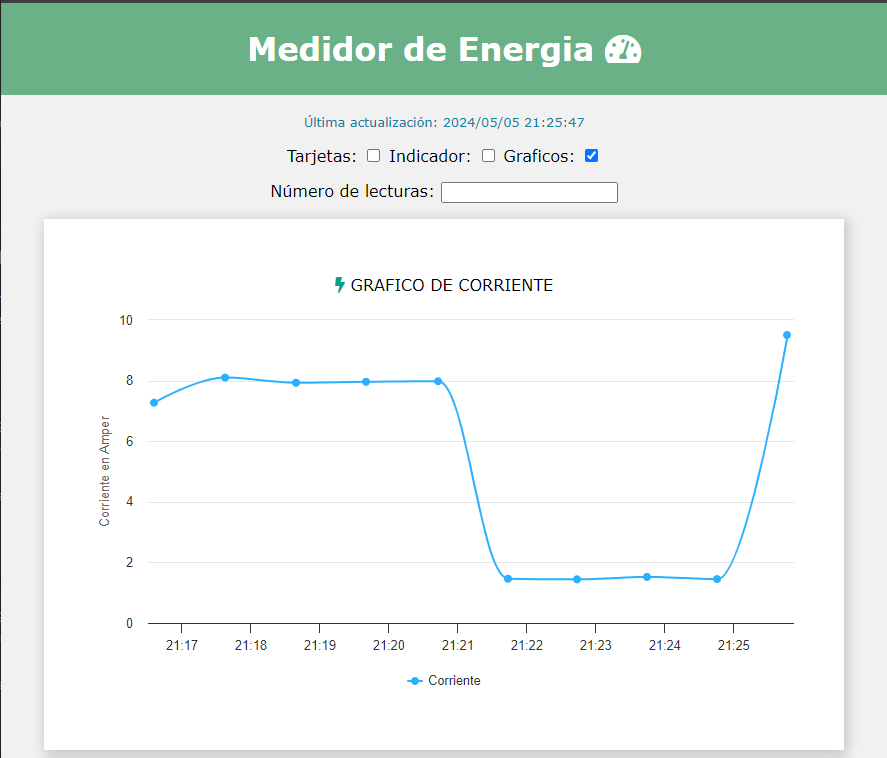 Medidor de Energia
Última actualización: 2024/05/05 21:25:47
Tarjetas: Indicador: Graficos:
Número de lecturas:
GRAFICO DE CORRIENTE
Corriente en Amper
10
8
6
4
2
0
21:17 21:18 21:19 21:20 21:21 21:22 21:23 21:24 21:25
Corriente